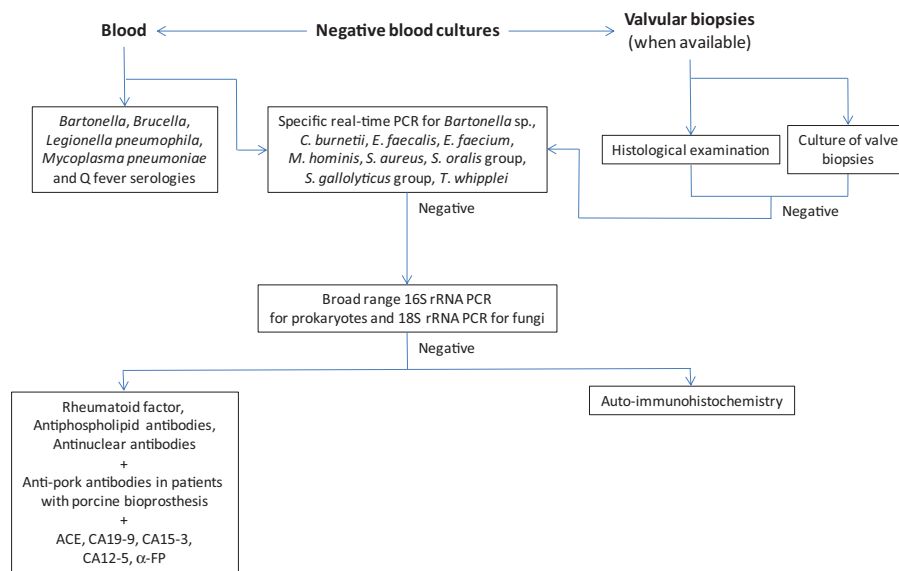 Blood
Negative blood cultures
Valvular biopsies
(when available)
Bartonella, Brucella,
Legionella pneumophila,
Mycoplasma pneumoniae
and Q fever serologies
Specific real-time PCR for Bartonella sp.,
C. burnetii, E. faecalis, E. faecium,
M. hominis, S. aureus, S. oralis group,
S. gallolyticus group, T. whipplei
Histological examination
Culture of valve
biopsies
Negative
Negative
Broad range 16S rRNA PCR
for prokaryotes and 18S rRNA PCR for fungi
Negative
Rheumatoid factor,
Antiphospholipid antibodies,
Antinuclear antibodies
+
Anti-pork antibodies in patients
with porcine bioprosthesis
+
ACE, CA19-9, CA15-3,
CA12-5, α-FP
Auto-immunohistochemistry